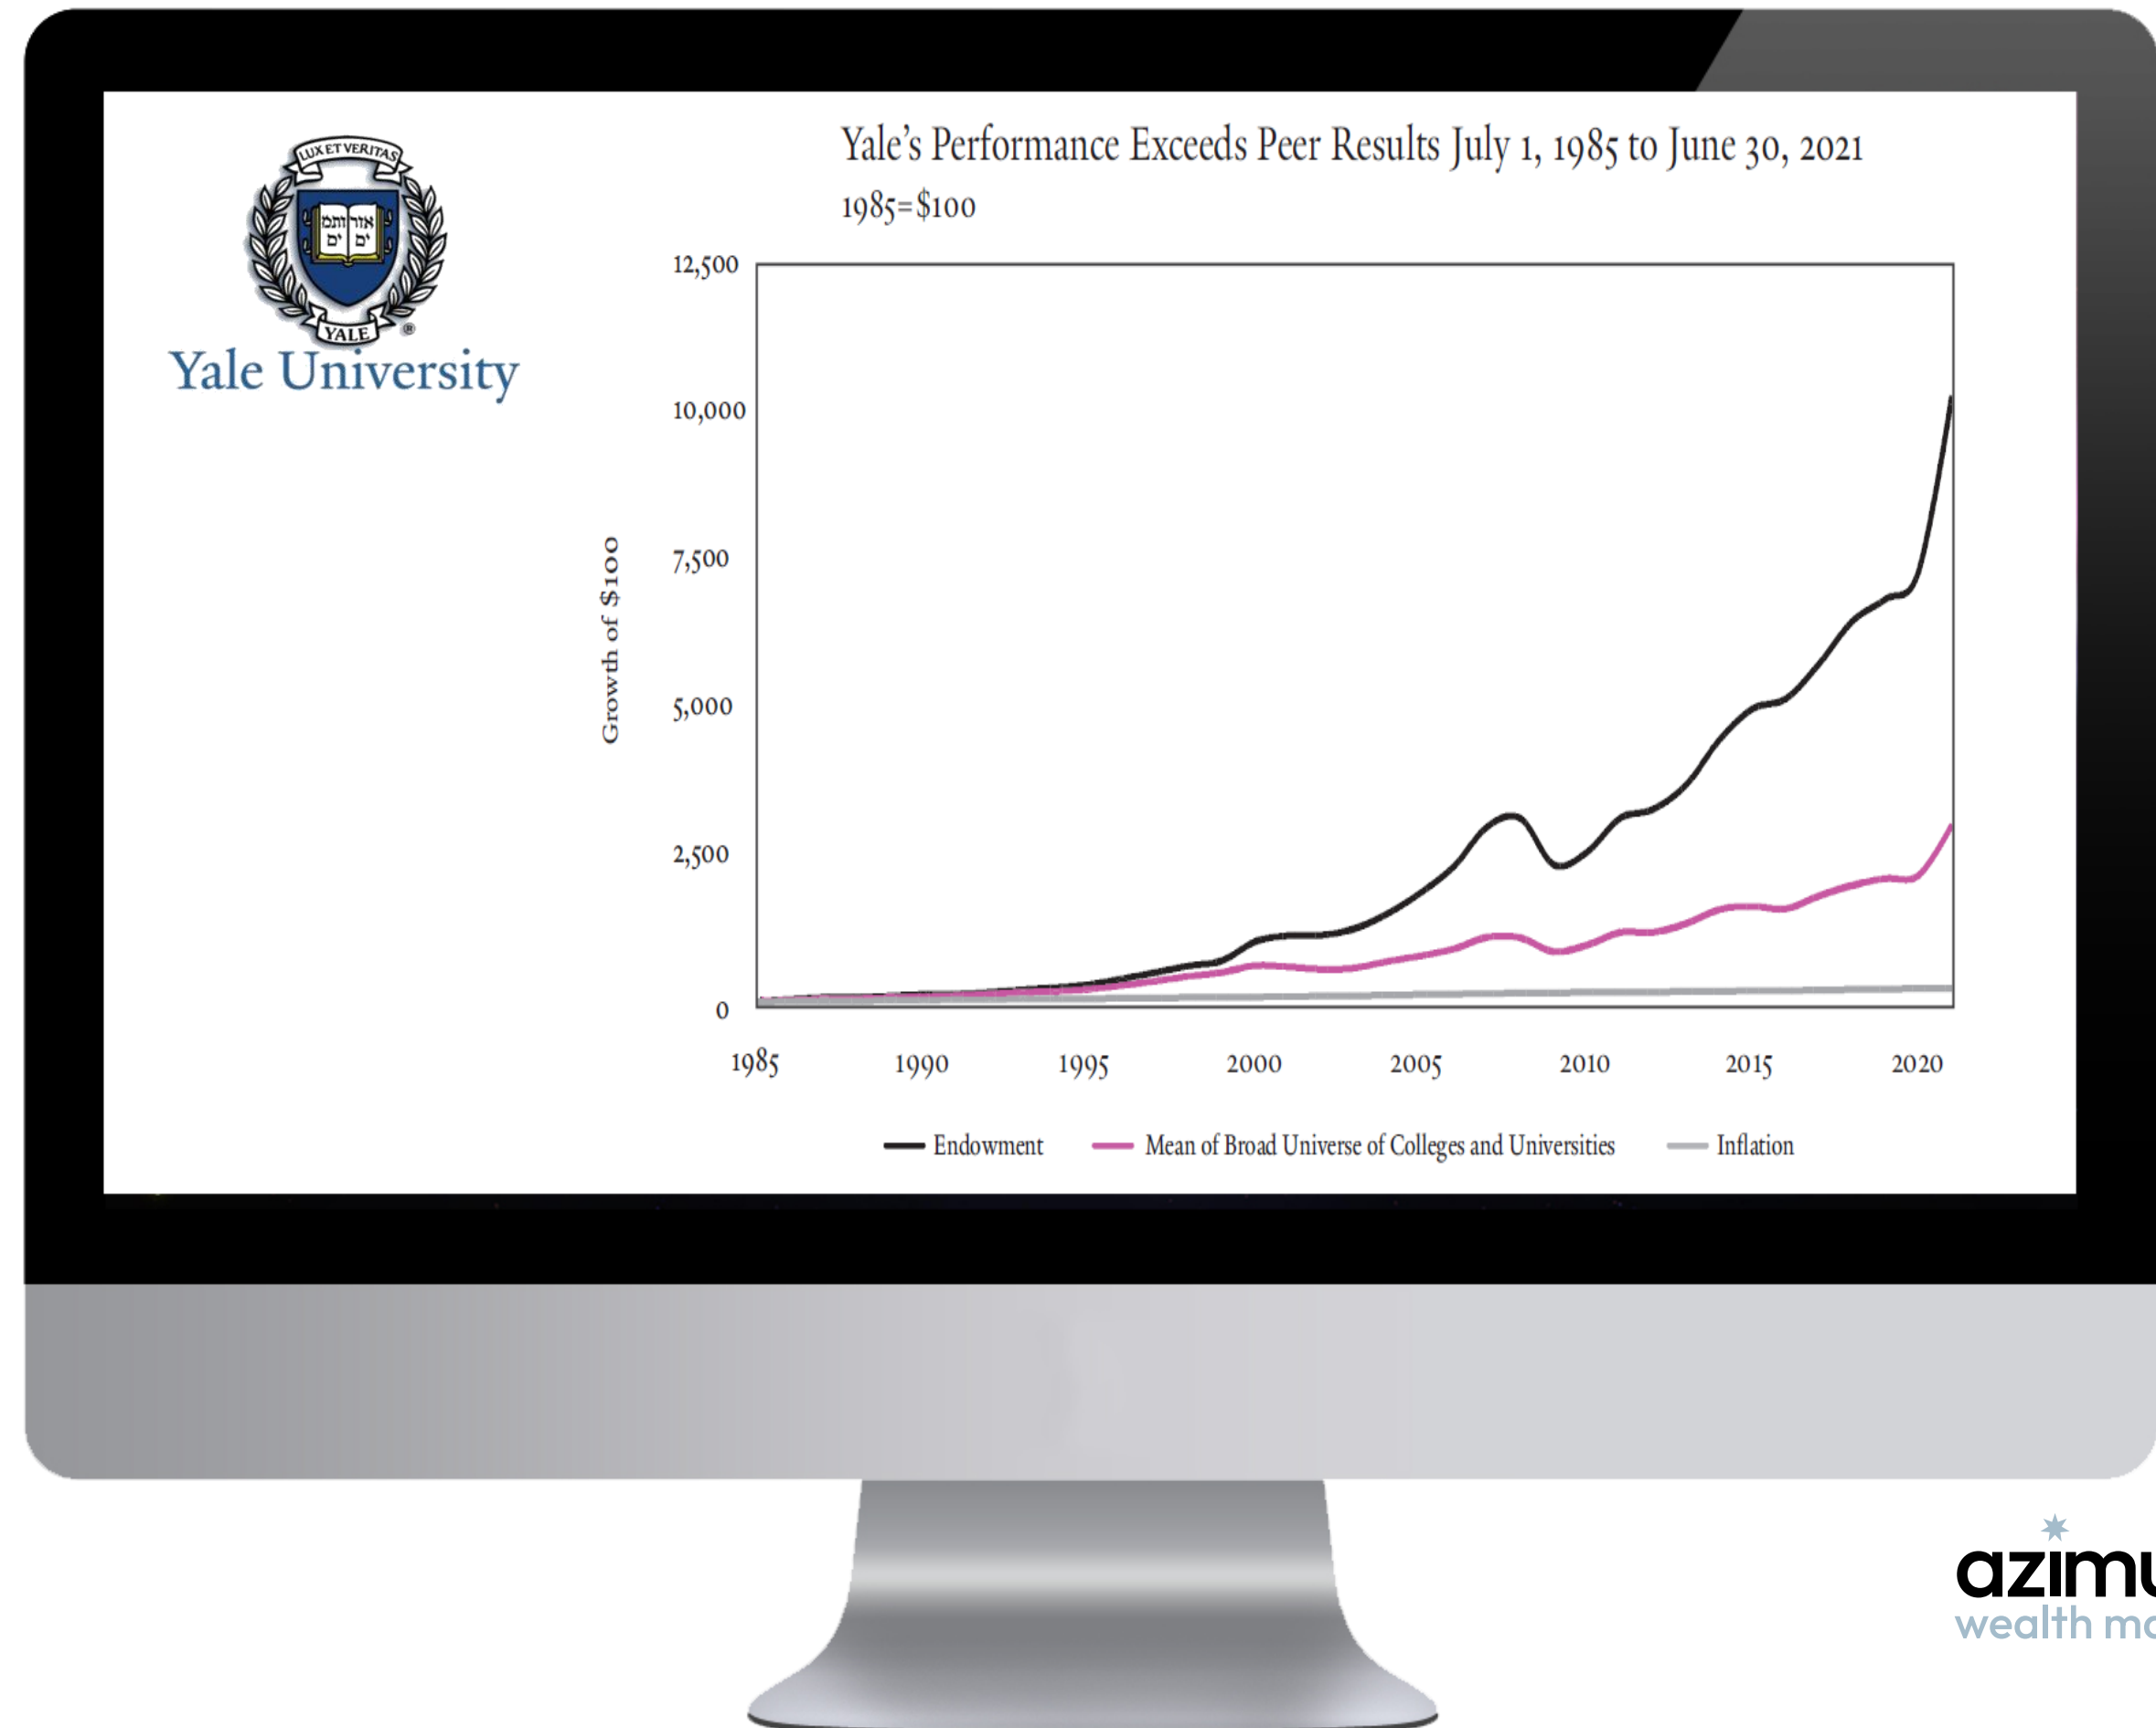 LUX ET VERITAS
אורים
ותמים
YALE
®
Yale University
Yale's Performance Exceeds Peer Results July 1, 1985 to June 30, 2021
1985=$100
Growth of $100
12,500
10,000
7,500
5,000
2,500
0
1985 1990 1995 2000 2005 2010 2015 2020
Endowment Mean of Broad Universe of Colleges and Universities Inflation
azimu
wealth ma